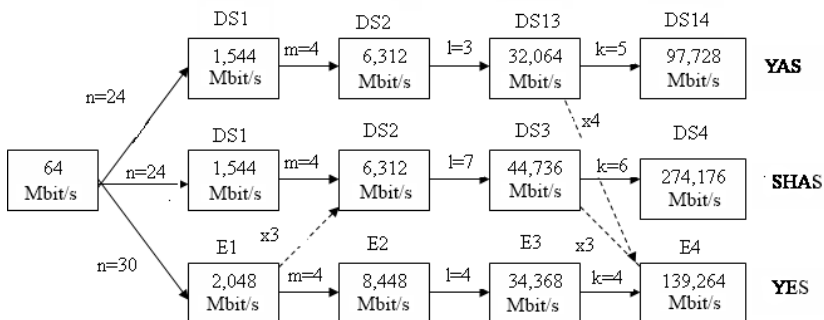 DS1 DS2 DS13 DS14
1,544 Mbit/s m=4 6,312 Mbit/s l=3 32,064 Mbit/s k=5 97,728 Mbit/s YAS
n=24
x4
DS1 DS2 DS3 DS4
64 Mbit/s n=24 1,544 Mbit/s m=4 6,312 Mbit/s l=7 44,736 Mbit/s k=6 274,176 Mbit/s SHAS
x3 x3
n=30
E1 E2 E3 E4
2,048 Mbit/s m=4 8,448 Mbit/s l=4 34,368 Mbit/s k=4 139,264 Mbit/s YES